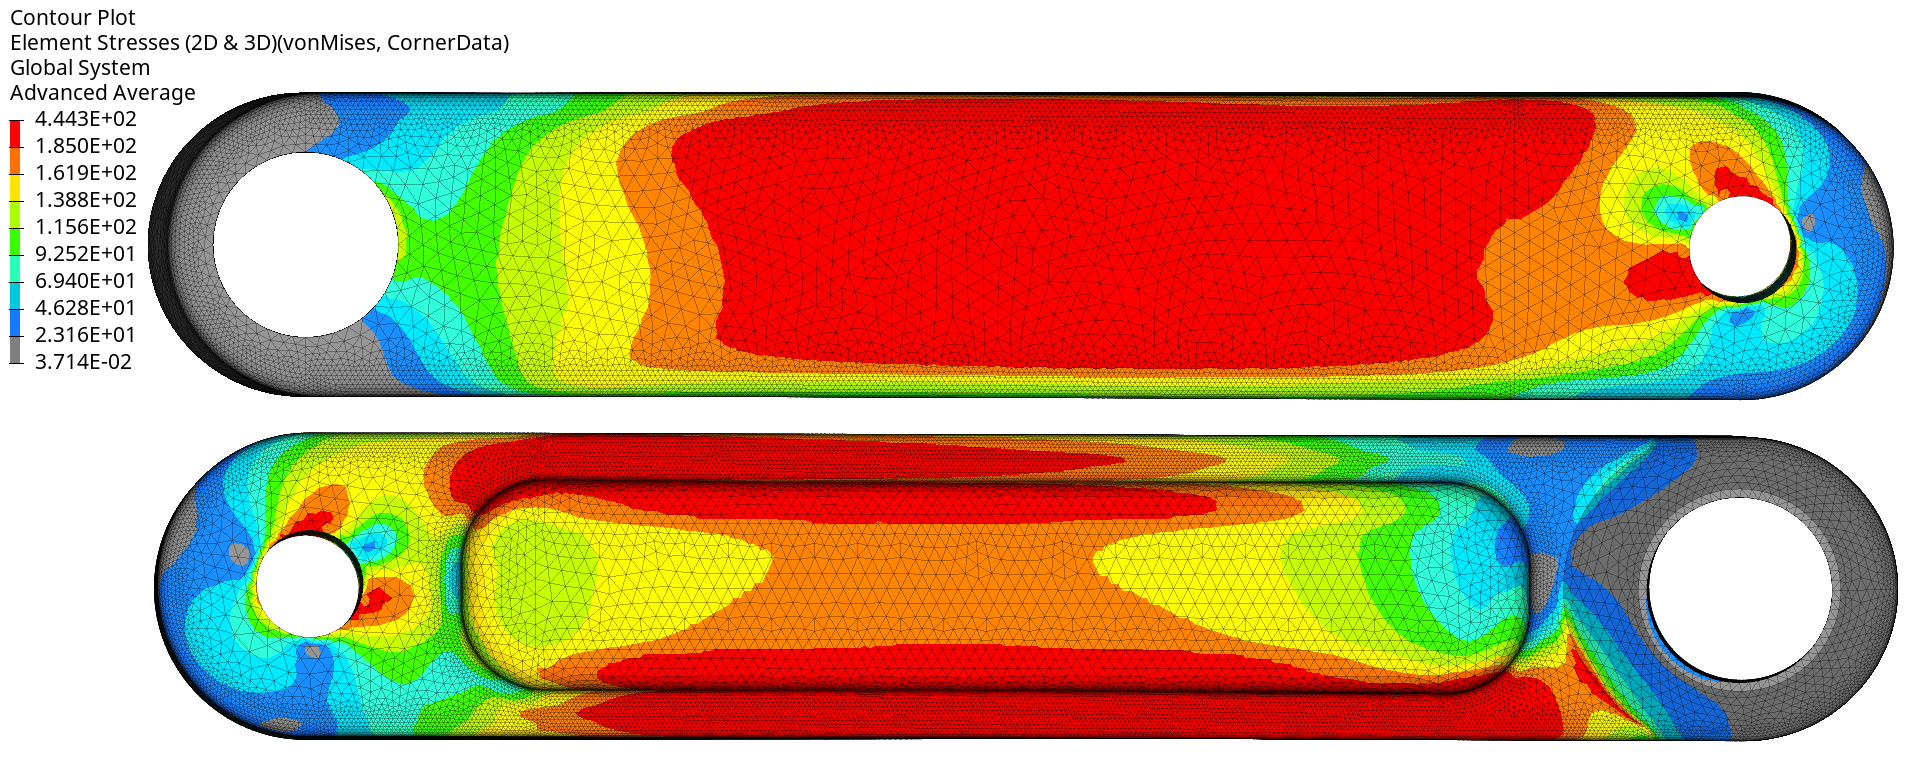 Contour Plot
Element Stresses (2D & 3D)(vonMises, CornerData)
Global System
Advanced Average
4.443E+02
1.850E+02
1.619E+02
1.388E+02
1.156E+02
9.252E+01
6.940E+01
4.628E+01
2.316E+01
3.714E-02